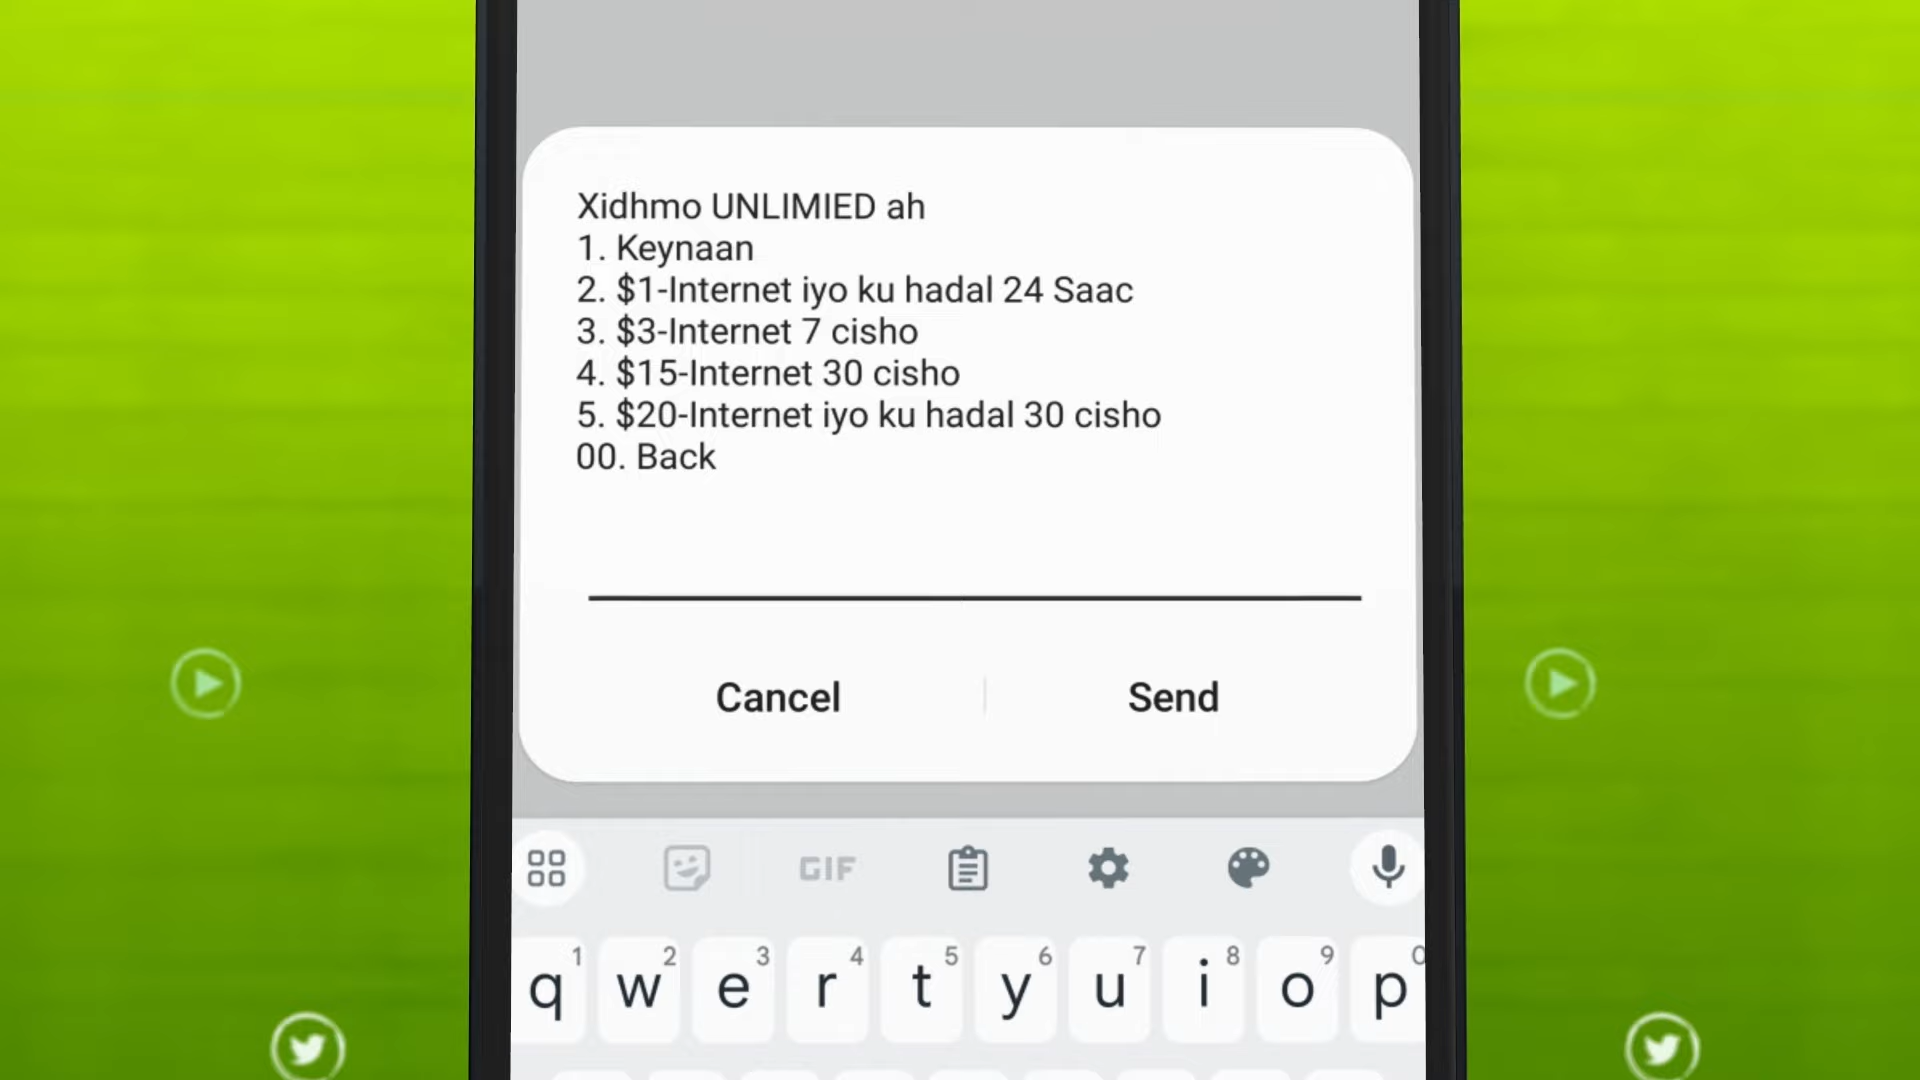 Xidhmo UNLIMIED ah
1. Keynaan
2. $1-Internet iyo ku hadal 24 Saac
3. $3-Internet 7 cisho
4. $15-Internet 30 cisho
5. $20-Internet iyo ku hadal 30 cisho
00. Back
Cancel Send
GIF
1 2 3 4 5 6 7 8 9 0
q w e r t y u i o p